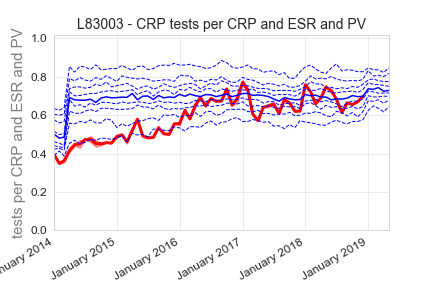 L83003 - CRP tests per CRP and ESR and PV
tests per CRP and ESR and PV
1.0
0.8
0.6
0.4
0.2
0.0
nuary 2014
January 2015
January 2016
January 2017
January 2018
January 2019